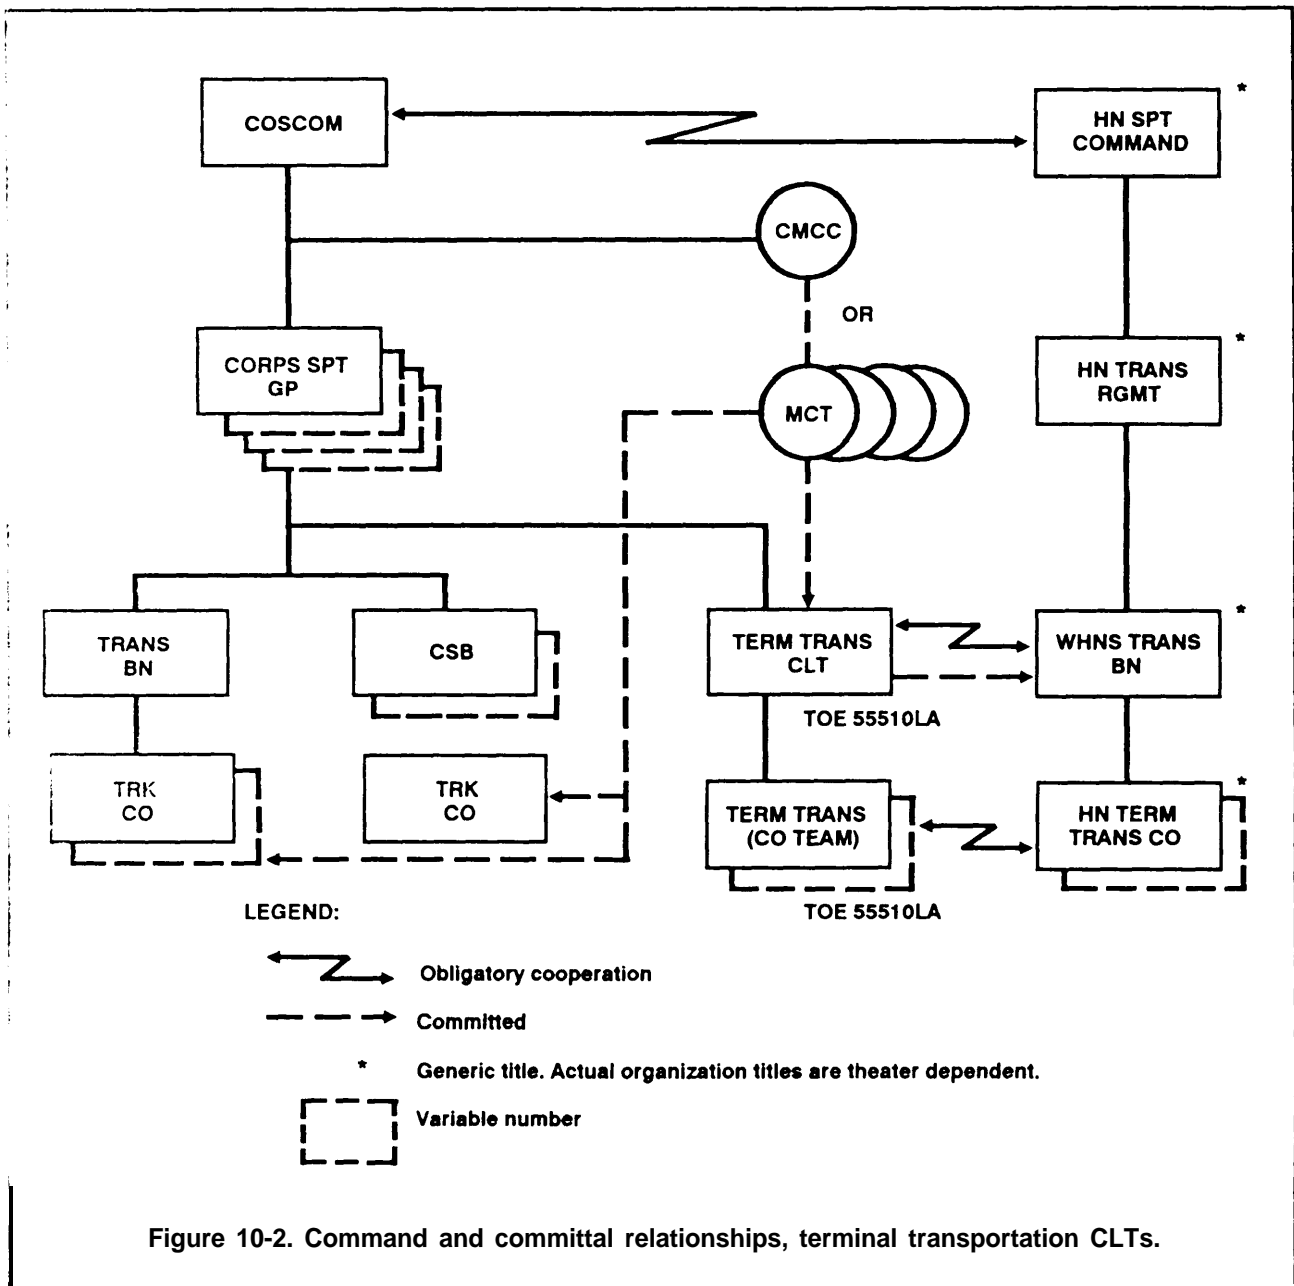 COSCOM
HN SPT
COMMAND
*
CMCC
OR
CORPS SPT
GP
MCT
HN TRANS
RGMT
*
TRANS
BN
CSB
TERM TRANS
CLT
WHNS TRANS
BN
*
TOE 55510LA
TRK
CO
TRK
CO
TERM TRANS
(CO TEAM)
HN TERM
TRANS CO
*
TOE 55510LA
LEGEND:
Obligatory cooperation
Committed
* Generic title. Actual organization titles are theater dependent.
Variable number
Figure 10-2. Command and committal relationships, terminal transportation CLTs.